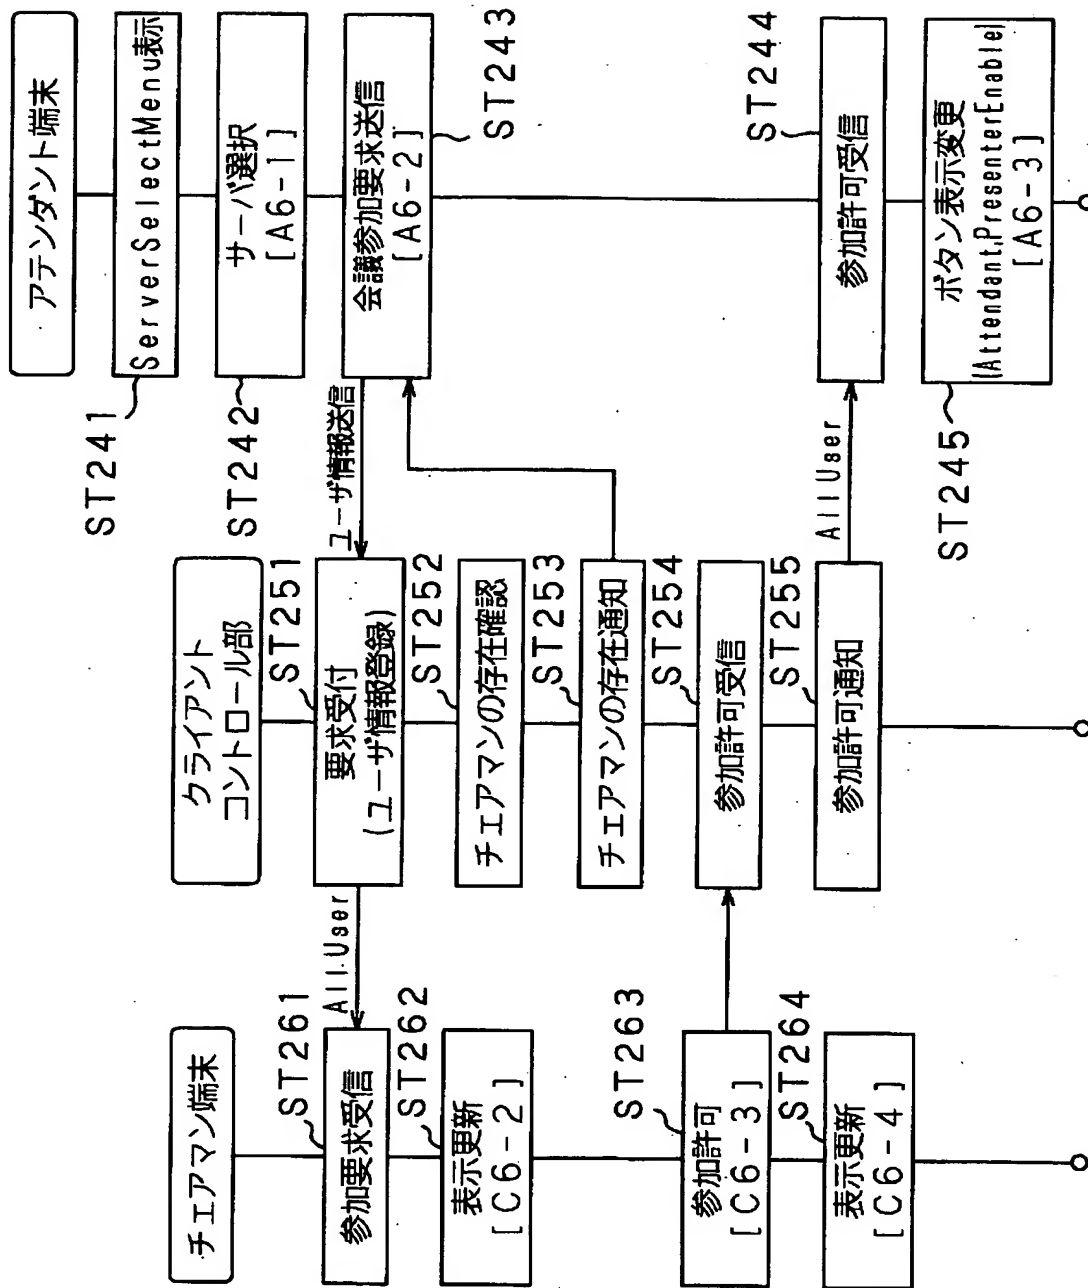 チェアマン端末
ST261
参加要求受信
ST262
表示更新
[C6-2]
ST263
参加許可
[C6-3]
ST264
表示更新
[C6-4]
All User
クライアント
コントロール部
ST251
要求受付
(ユーザ情報登録)
ST252
チェアマンの存在確認
ST253
チェアマンの存在通知
ST254
参加許可受信
ST255
参加許可通知
ユーザ情報送信
All User
アテンダント端末
ST241
ServerSelectMenu表示
ST242
サーバ選択
[A6-1]
会議参加要求送信
[A6-2]
ST243
参加許可受信
ST244
ボタン表示変更
(Attendant,PresenterEnable)
[A6-3]
ST245